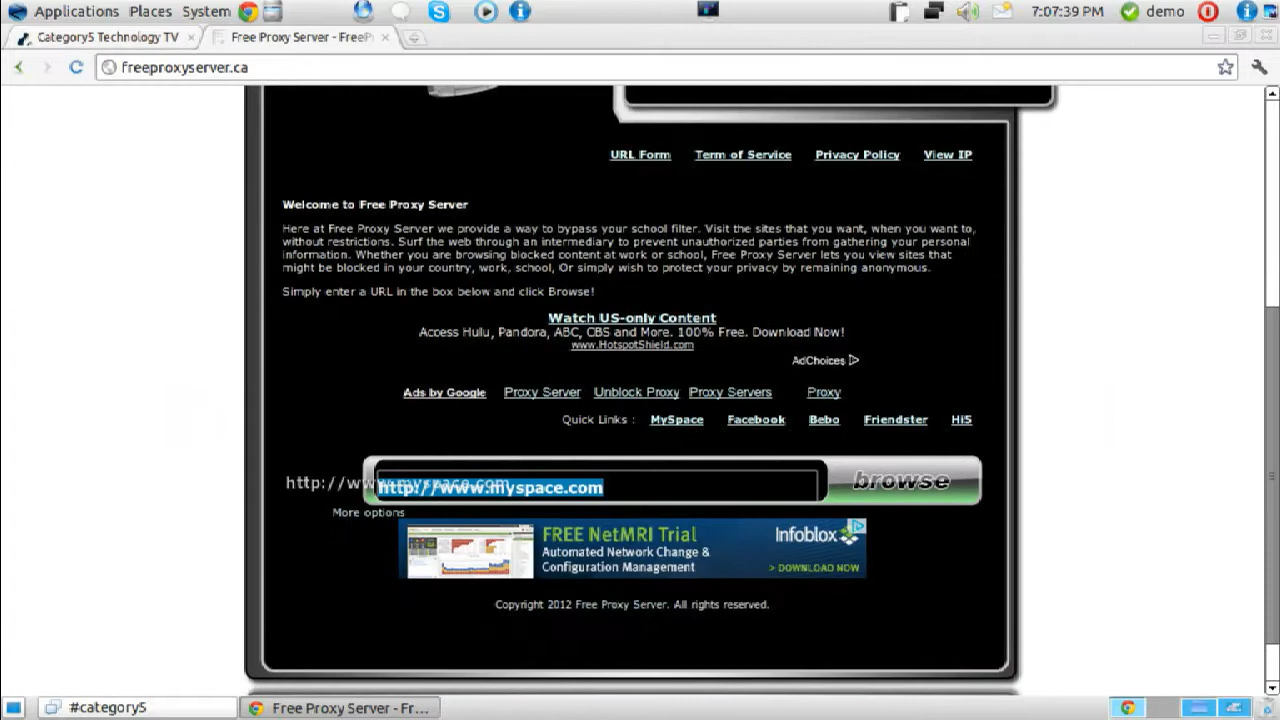 Applications Places System 7:07:39 PM demo
Category5 Technology TV Free Proxy Server - FreeP
freeproxyserver.ca
URL Form Term of Service Privacy Policy View IP
Welcome to Free Proxy Server
Here at Free Proxy Server we provide a way to bypass your school filter. Visit the sites that you want, when you want to,
without restrictions. Surf the web through an intermediary to prevent unauthorized parties from gathering your personal
information. Whether you are browsing blocked content at work or school, Free Proxy Server lets you view sites that
might be blocked in your country, work, school, Or simply wish to protect your privacy by remaining anonymous.
Simply enter a URL in the box below and click Browse!
Watch US-only Content
Access Hulu, Pandora, ABC, CBS and More. 100% Free. Download Now!
www.HotspotShield.com
AdChoices
Ads by Google Proxy Server Unblock Proxy Proxy Servers Proxy
Quick Links : MySpace Facebook Bebo Friendster Hi5
http://www.myspace.com
http://www.myspace.com browse
More options
FREE NetMRI Trial Infoblox
Automated Network Change &
Configuration Management > DOWNLOAD NOW
Copyright 2012 Free Proxy Server. All rights reserved.
#category5 Free Proxy Server - Fr...